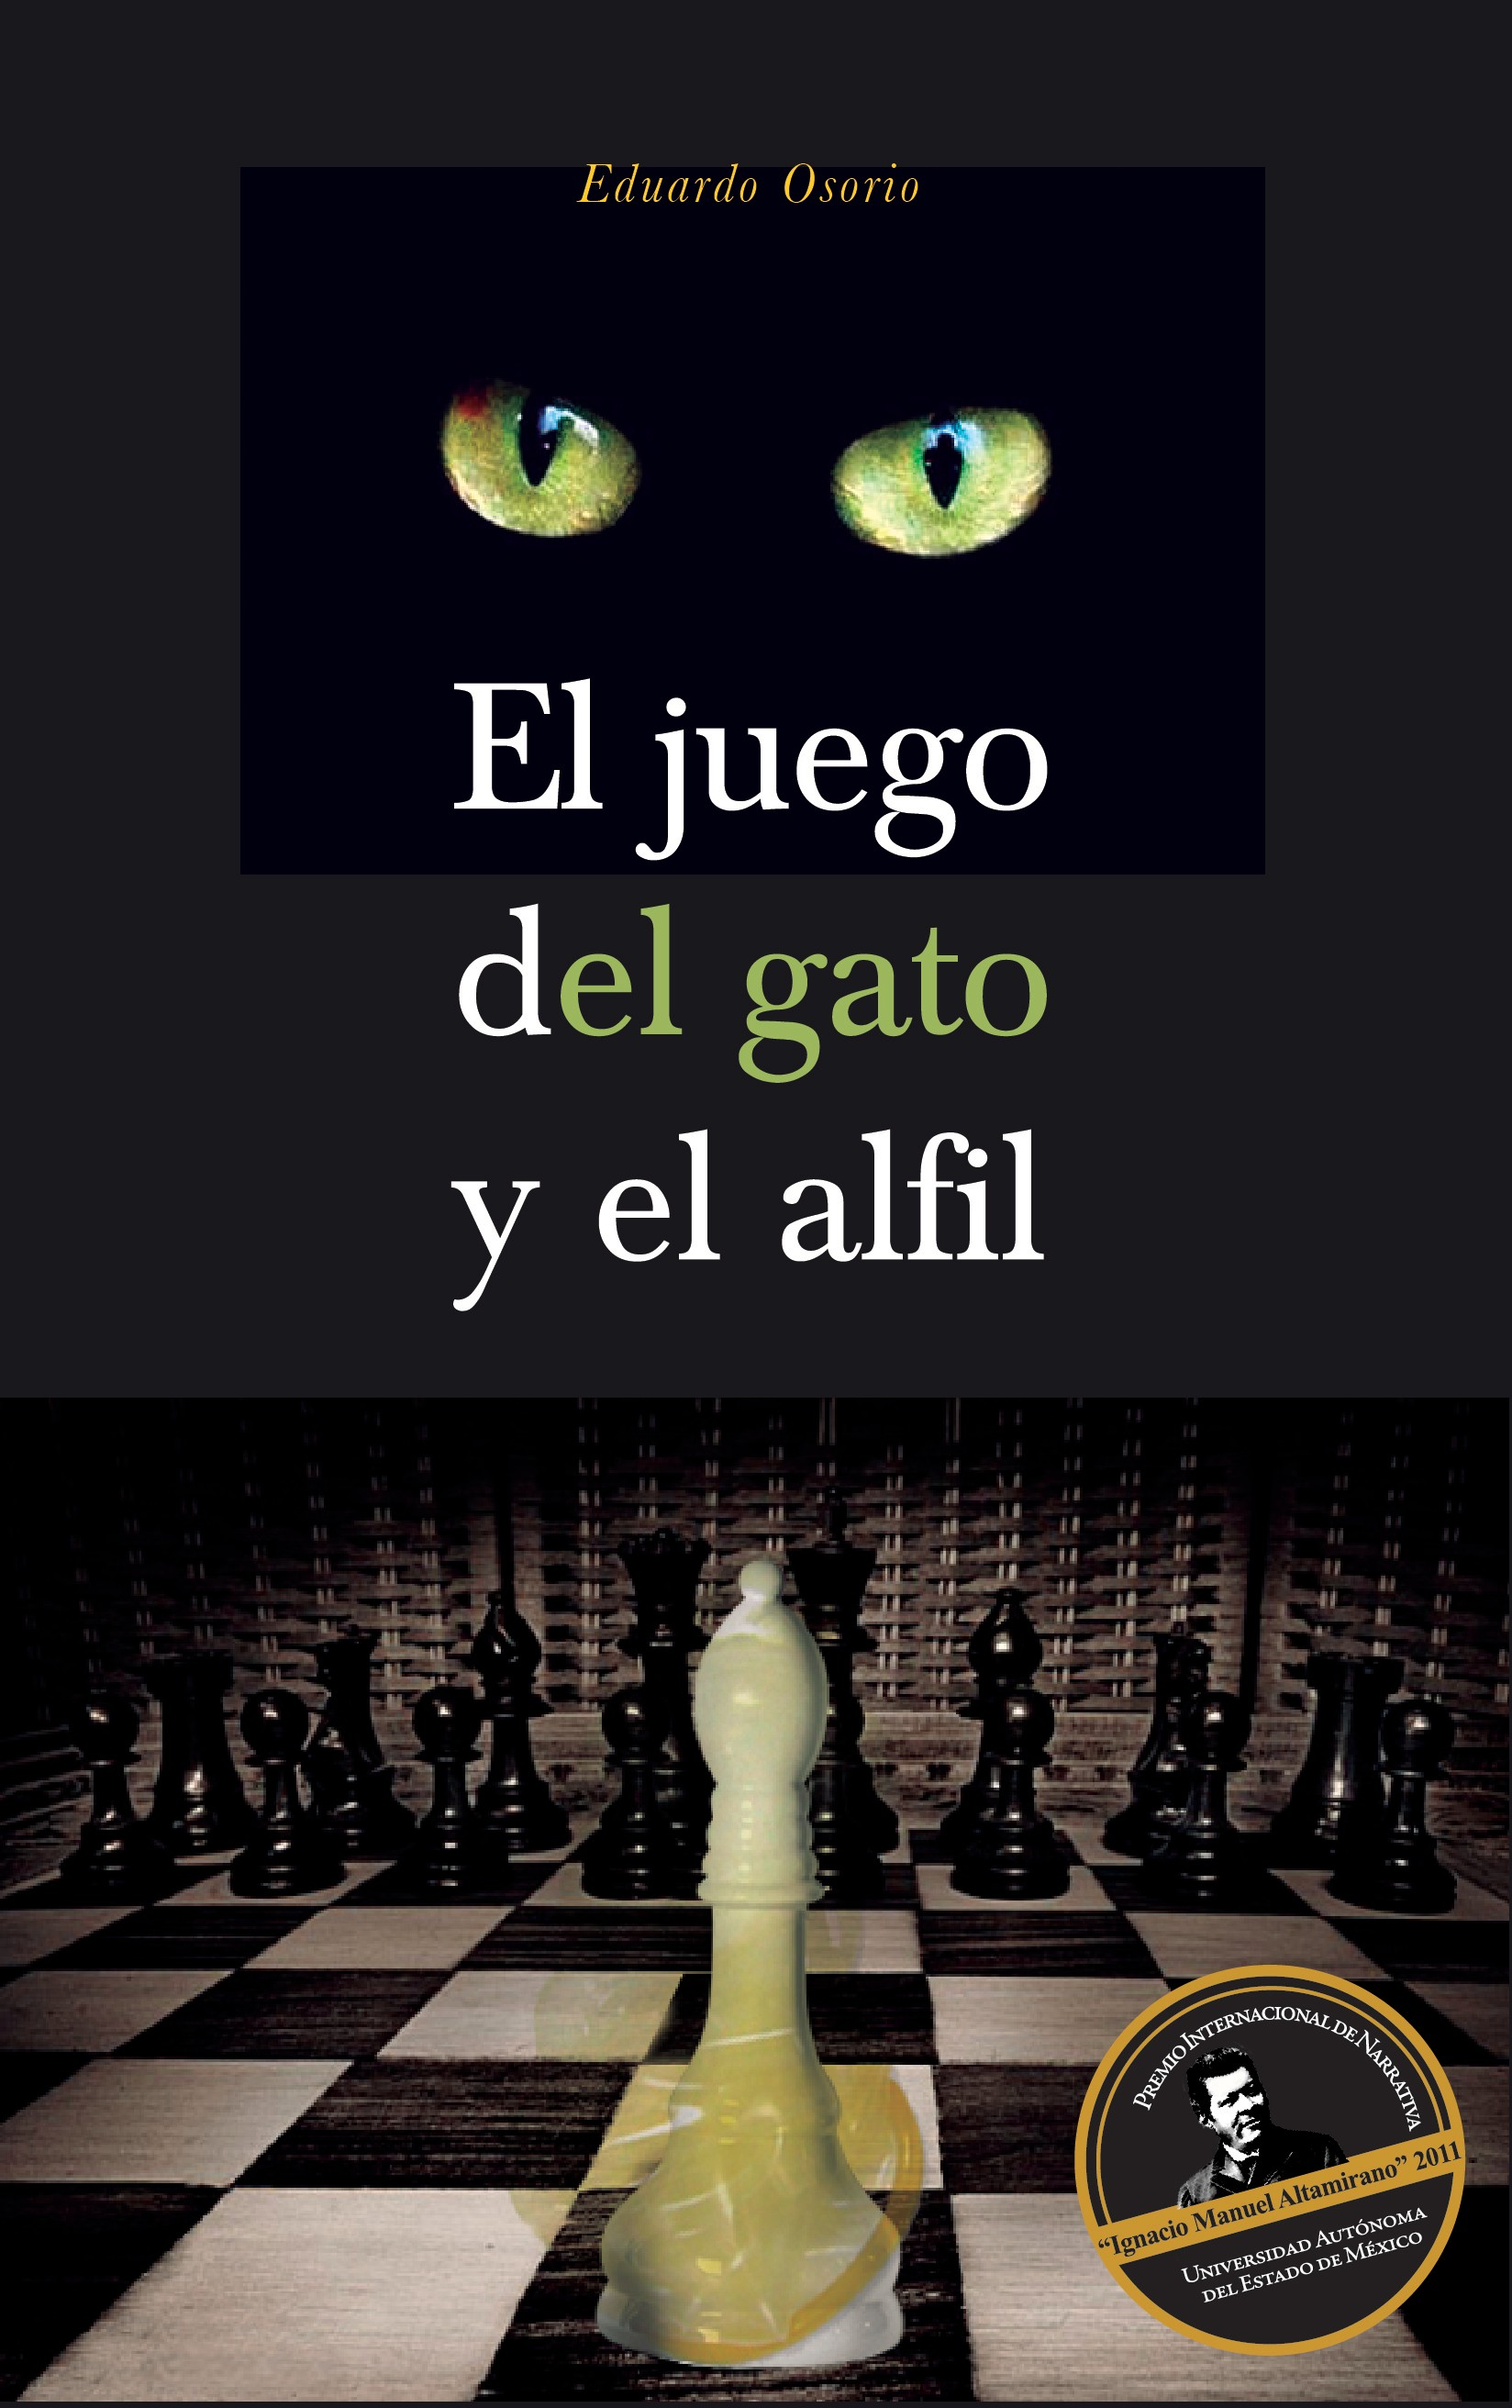 Eduardo Osorio
El juego
del gato
y el alfil
Premio Internacional de Narrativa
“Ignacio Manuel Altamirano” 2011
Universidad Autónoma
del Estado de México